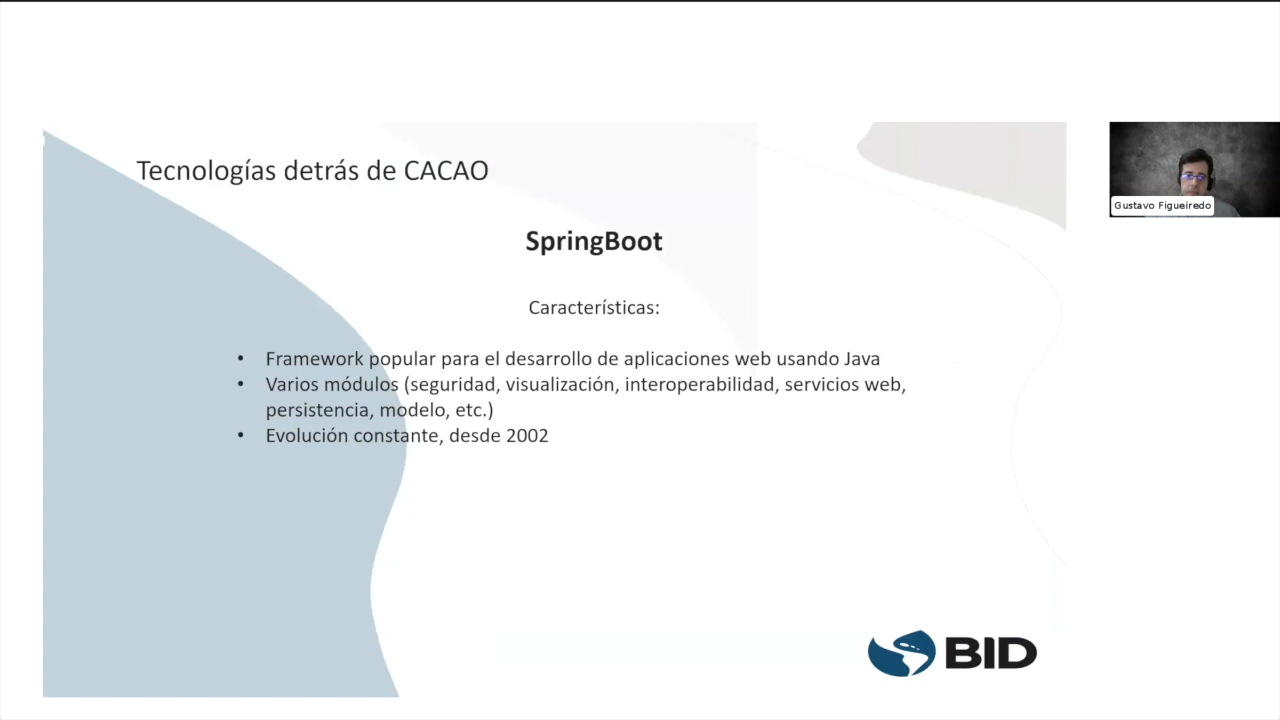 Tecnologías detrás de CACAO
Gustavo Figueiredo
SpringBoot
Características:
• Framework popular para el desarrollo de aplicaciones web usando Java
• Varios módulos (seguridad, visualización, interoperabilidad, servicios web,
persistencia, modelo, etc.)
• Evolución constante, desde 2002
BID